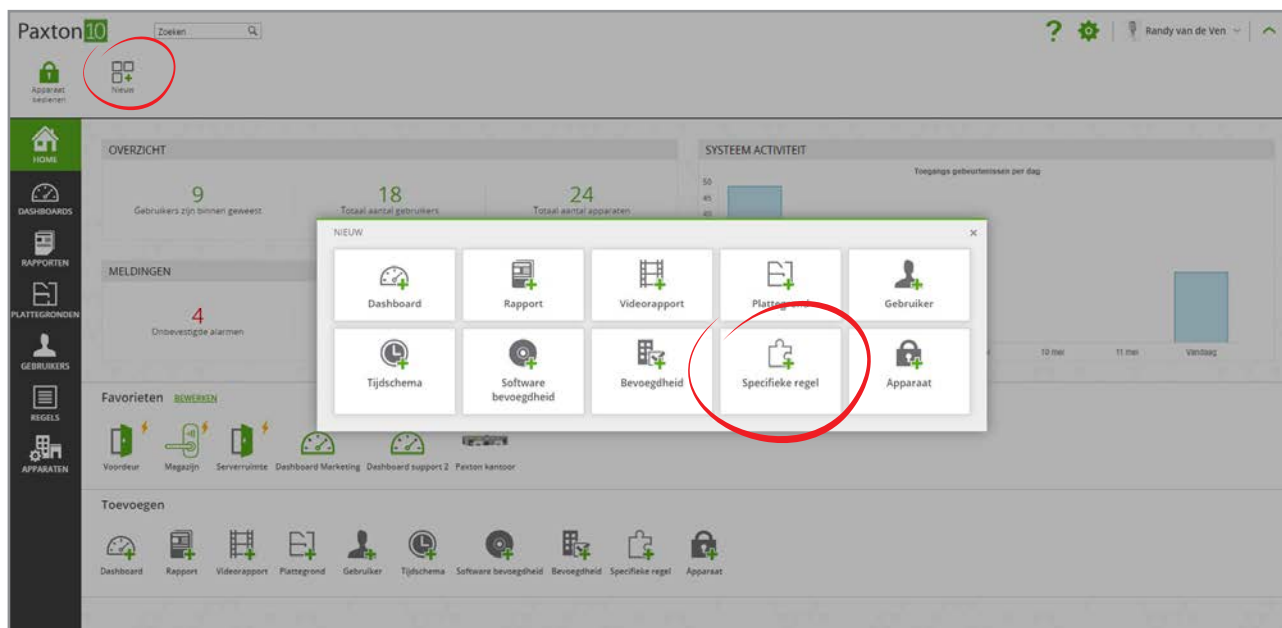 Paxton10
Zoeken
Randy van de Ven
Apparaat bedienen
Nieuw
HOME
DASHBOARDS
RAPPORTEN
PLATTEGRONDEN
GEBRUIKERS
REGELS
APPARATEN
OVERZICHT
9
Gebruikers zijn binnen geweest
18
Totaal aantal gebruikers
24
Totaal aantal apparaten
MELDINGEN
4
Onbevestigde alarmen
SYSTEEM ACTIVITEIT
Toegangs gebeurtenissen per dag
50
45
40
10 mei
11 mei
Vandaag
NIEUW
Dashboard
Rapport
Videorapport
Plattegrond
Gebruiker
Tijdschema
Software
bevoegdheid
Bevoegdheid
Specifieke regel
Apparaat
Favorieten BEWERKEN
Voordeur
Magazijn
Serverruimte
Dashboard Marketing
Dashboard support 2
Paxton kantoor
Toevoegen
Dashboard
Rapport
Videorapport
Plattegrond
Gebruiker
Tijdschema
Software bevoegdheid
Bevoegdheid
Specifieke regel
Apparaat